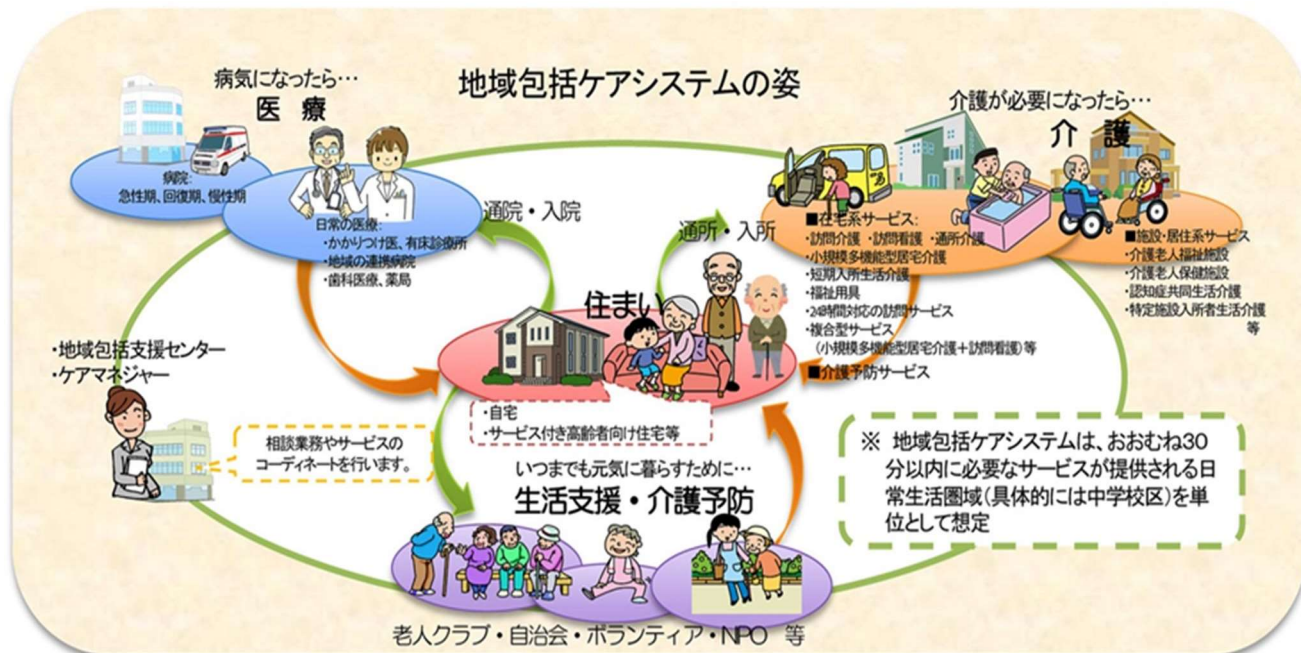 地域包括ケアシステムの姿
病気になったら…
医 療
病院:
急性期、回復期、慢性期
日常の医療:
・かかりつけ医、有床診療所
・地域の連携病院
・歯科医療、薬局
通院・入院
通所・入所
介護が必要になったら…
介 護
■在宅系サービス:
・訪問介護 ・訪問看護 ・通所介護
・小規模多機能型居宅介護
・短期入所生活介護
・福祉用具
・24時間対応の訪問サービス
・複合型サービス
(小規模多機能型居宅介護+訪問看護)等
■介護予防サービス
■施設・居住系サービス
・介護老人福祉施設
・介護老人保健施設
・認知症共同生活介護
・特定施設入所者生活介護
等
住まい
・自宅
・サービス付き高齢者向け住宅等
・地域包括支援センター
・ケアマネジャー
相談業務やサービスの
コーディネートを行います。
いつまでも元気に暮らすために…
生活支援・介護予防
老人クラブ・自治会・ボランティア・NPO 等
※ 地域包括ケアシステムは、おおむね30
分以内に必要なサービスが提供される日
常生活圏域(具体的には中学校区)を単
位として想定